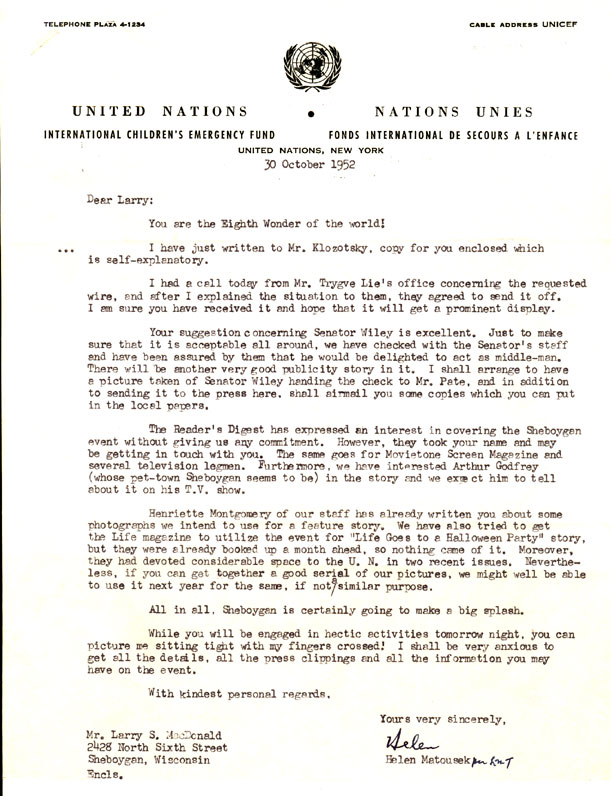 TELEPHONE PLAZA 4-1234
CABLE ADDRESS UNICEF
UNITED NATIONS • NATIONS UNIES
INTERNATIONAL CHILDREN'S EMERGENCY FUND FONDS INTERNATIONAL DE SECOURS A L'ENFANCE
UNITED NATIONS, NEW YORK
30 October 1952
Dear Larry:
You are the Eighth Wonder of the world!
... I have just written to Mr. Klozotsky, copy for you enclosed which
is self-explanatory.
I had a call today from Mr. Trygve Lie's office concerning the requested
wire, and after I explained the situation to them, they agreed to send it off.
I am sure you have received it and hope that it will get a prominent display.
Your suggestion concerning Senator Wiley is excellent. Just to make
sure that it is acceptable all around, we have checked with the Senator's staff
and have been assured by them that he would be delighted to act as middle-man.
There will be another very good publicity story in it. I shall arrange to have
a picture taken of Senator Wiley handing the check to Mr. Pate, and in addition
to sending it to the press here, shall airmail you some copies which you can put
in the local papers.
The Reader's Digest has expressed an interest in covering the Sheboygan
event without giving us any commitment. However, they took your name and may
be getting in touch with you. The same goes for Movietone Screen Magazine and
several television legmen. Furthermore, we have interested Arthur Godfrey
(whose pet-town Sheboygan seems to be) in the story and we expect him to tell
about it on his T.V. show.
Henriette Montgomery of our staff has already written you about some
photographs we intend to use for a feature story. We have also tried to get
the Life magazine to utilize the event for "Life Goes to a Halloween Party" story,
but they were already booked up a month ahead, so nothing came of it. Moreover,
they had devoted considerable space to the U. N. in two recent issues. Neverthe-
less, if you can get together a good serial of our pictures, we might well be able
to use it next year for the same, if not a similar purpose.
All in all, Sheboygan is certainly going to make a big splash.
While you will be engaged in hectic activities tomorrow night, you can
picture me sitting tight with my fingers crossed! I shall be very anxious to
get all the details, all the press clippings and all the information you may
have on the event.
With kindest personal regards,
Yours very sincerely,
Helen
Helen Matousek
Mr. Larry S. MacDonald
2428 North Sixth Street
Sheboygan, Wisconsin
Encls.